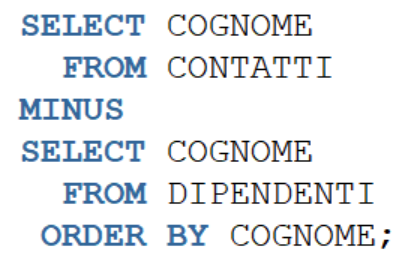 SELECT COGNOME
FROM CONTATTI
MINUS
SELECT COGNOME
FROM DIPENDENTI
ORDER BY COGNOME;